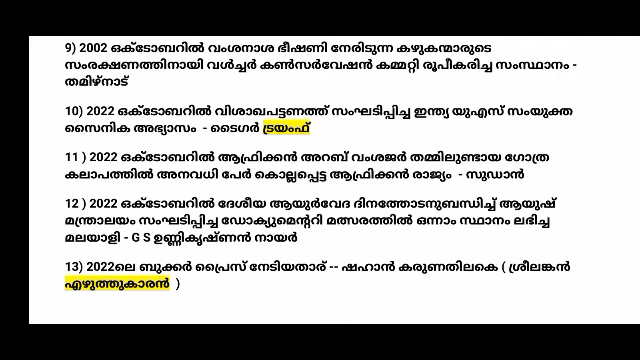 9) 2002 ഒക്ടോബറിൽ വംശനാശ ഭീഷണി നേരിടുന്ന കഴുകന്മാരുടെ
സംരക്ഷണത്തിനായി വൾച്ചർ കൺസർവേഷൻ കമ്മറ്റി രൂപീകരിച്ച സംസ്ഥാനം -
തമിഴ്നാട്
10) 2022 ഒക്ടോബറിൽ വിശാഖപട്ടണത്ത് സംഘടിപ്പിച്ച ഇന്ത്യ യുഎസ് സംയുക്ത
സൈനിക അഭ്യാസം - ടൈഗർ ട്രയംഫ്
11 ) 2022 ഒക്ടോബറിൽ ആഫ്രിക്കൻ അറബ് വംശജർ തമ്മിലുണ്ടായ ഗോത്ര
കലാപത്തിൽ അനവധി പേർ കൊല്ലപ്പെട്ട ആഫ്രിക്കൻ രാജ്യം - സുഡാൻ
12 ) 2022 ഒക്ടോബറിൽ ദേശീയ ആയുർവേദ ദിനത്തോടനുബന്ധിച്ച് ആയുഷ്
മന്ത്രാലയം സംഘടിപ്പിച്ച ഡോക്യുമെന്ററി മത്സരത്തിൽ ഒന്നാം സ്ഥാനം ലഭിച്ച
മലയാളി - G S ഉണ്ണികൃഷ്ണൻ നായർ
13) 2022ലെ ബുക്കർ പ്രൈസ് നേടിയതാര് -- ഷഹാൻ കരുണതിലകെ ( ശ്രീലങ്കൻ
എഴുത്തുകാരൻ )